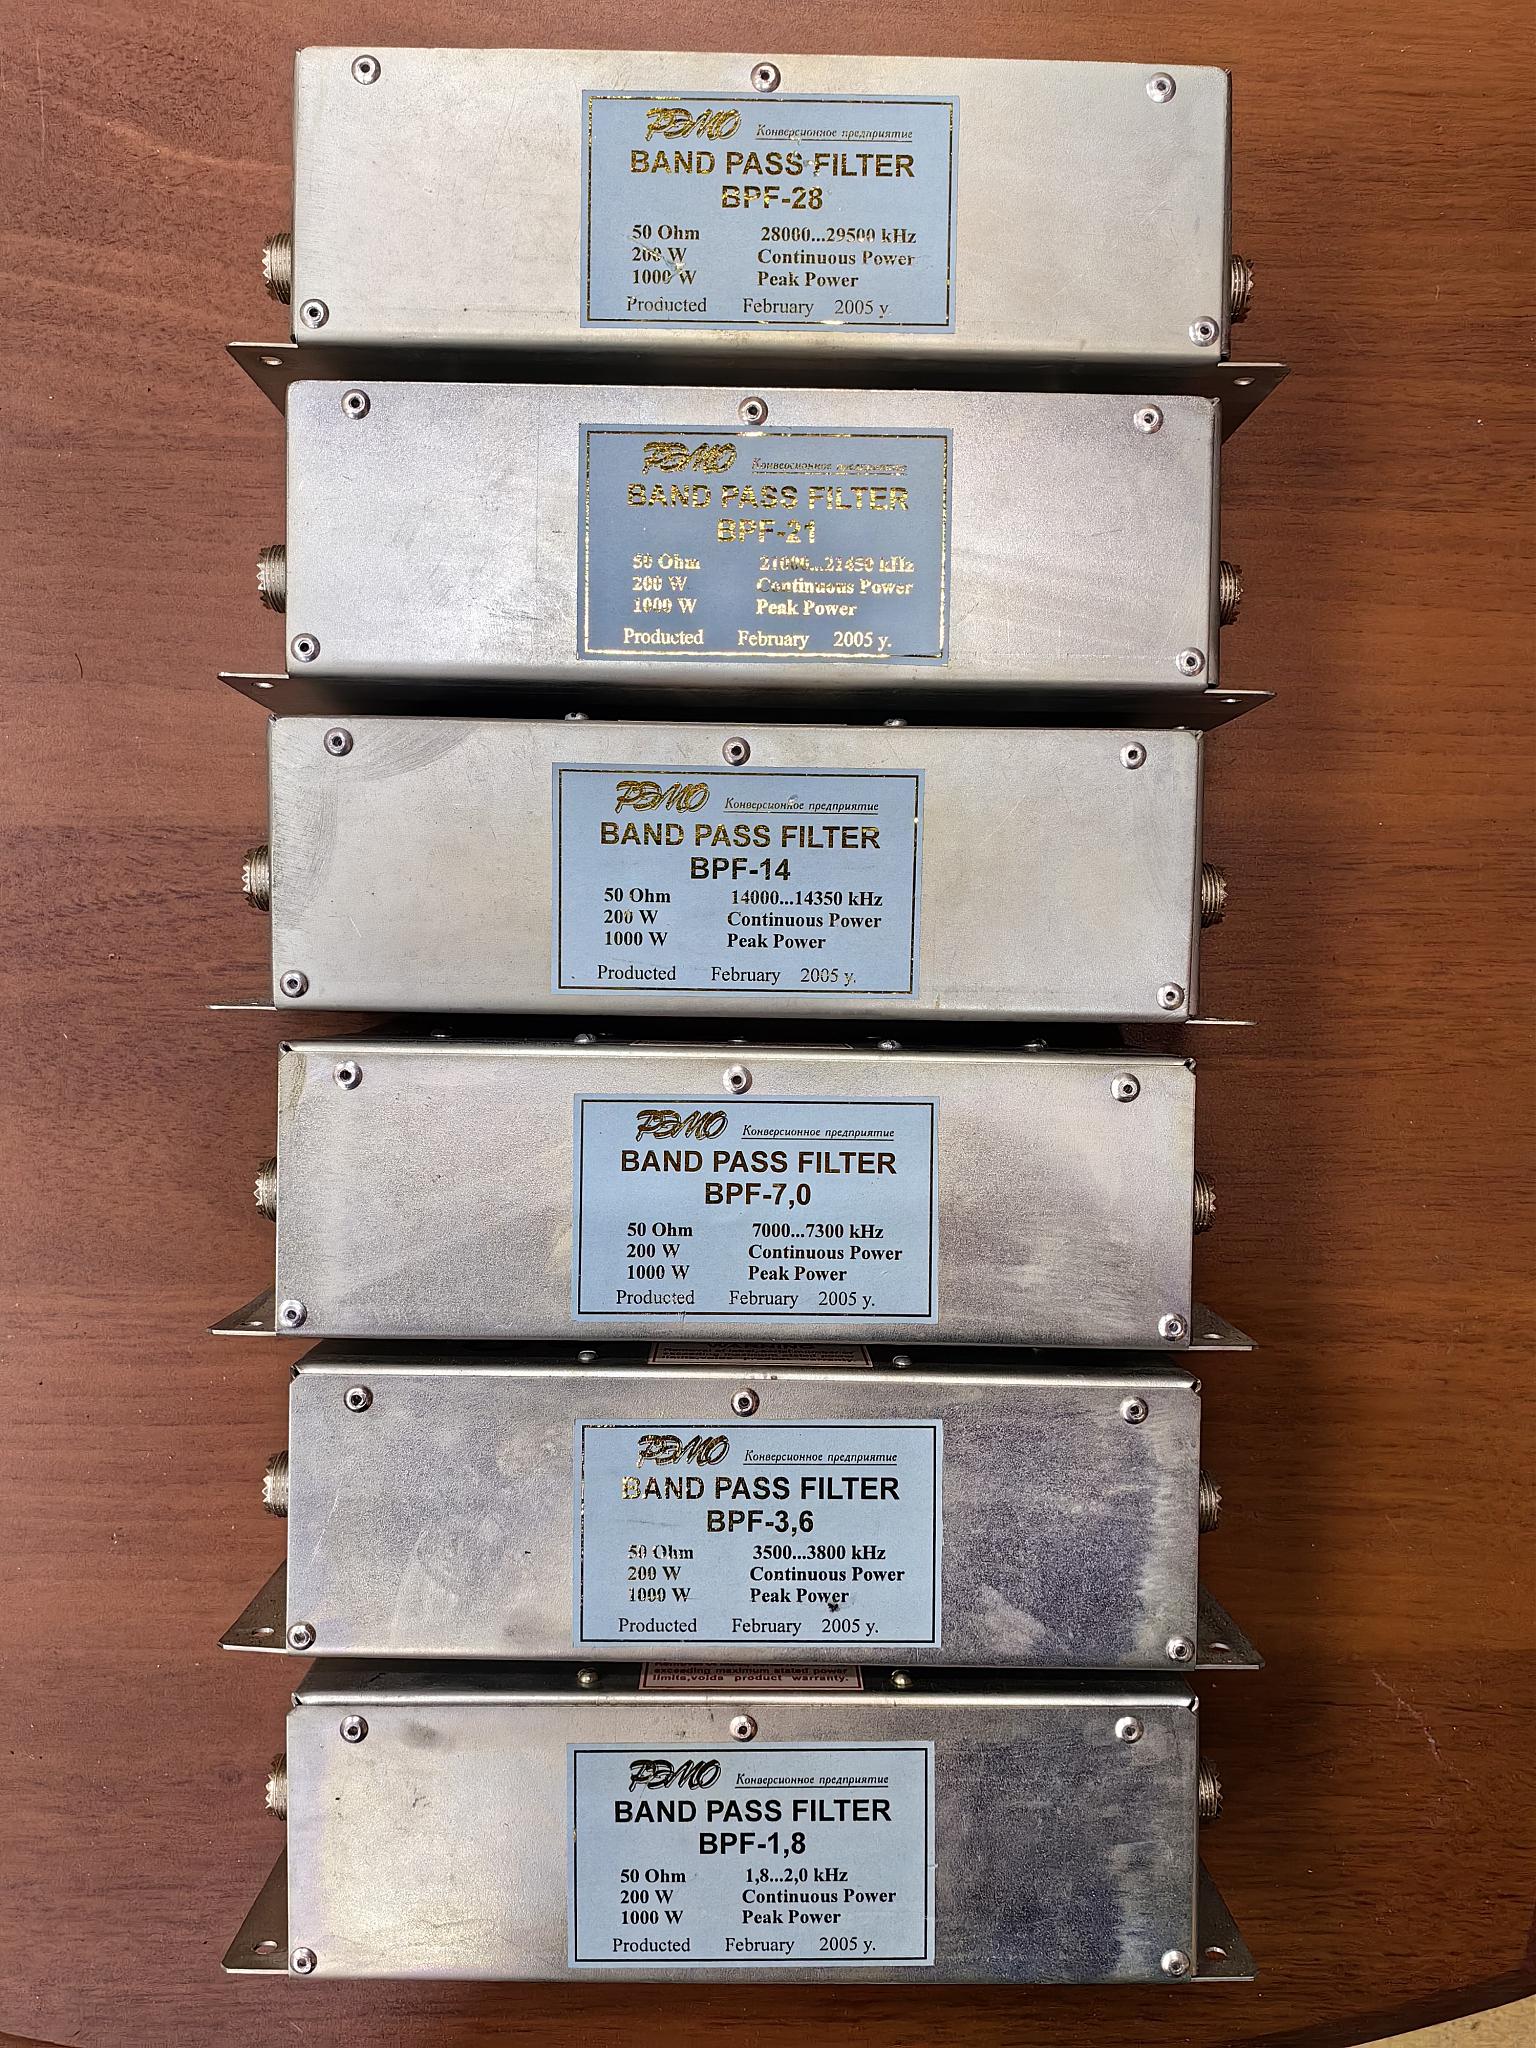 РЭМО Конверсионное предприятие
BAND PASS FILTER
BPF-28
50 Ohm 28000...29500 kHz
200 W Continuous Power
1000 W Peak Power
Producted February 2005 y.
РЭМО Конверсионное предприятие
BAND PASS FILTER
BPF-21
50 Ohm 21000...21450 kHz
200 W Continuous Power
1000 W Peak Power
Producted February 2005 y.
РЭМО Конверсионное предприятие
BAND PASS FILTER
BPF-14
50 Ohm 14000...14350 kHz
200 W Continuous Power
1000 W Peak Power
Producted February 2005 y.
РЭМО Конверсионное предприятие
BAND PASS FILTER
BPF-7,0
50 Ohm 7000...7300 kHz
200 W Continuous Power
1000 W Peak Power
Producted February 2005 y.
WARNING
РЭМО Конверсионное предприятие
BAND PASS FILTER
BPF-3,6
50 Ohm 3500...3800 kHz
200 W Continuous Power
1000 W Peak Power
Producted February 2005 y.
exceeding maximum stated power
limits,voids product warranty.
РЭМО Конверсионное предприятие
BAND PASS FILTER
BPF-1,8
50 Ohm 1,8...2,0 kHz
200 W Continuous Power
1000 W Peak Power
Producted February 2005 y.